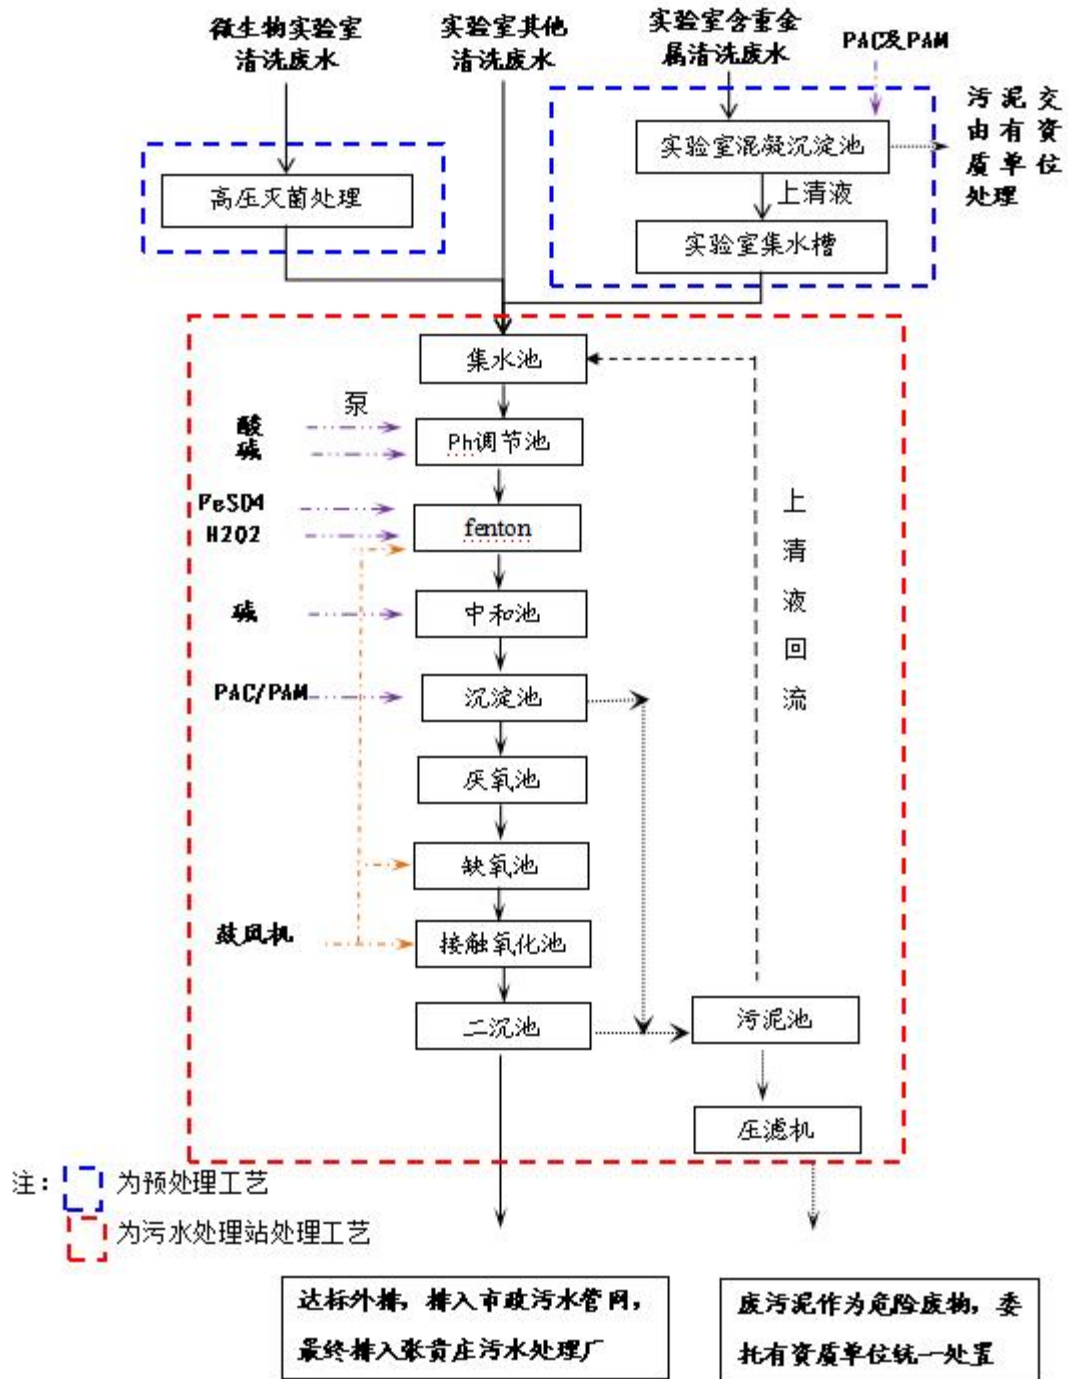 微生物实验室
清洗废水
实验室其他
清洗废水
实验室含重金
属清洗废水
PAC&PAM
污泥交
由有资
质单位
处理
实验室混凝沉淀池
高压灭菌处理
上清液
实验室集水槽
集水池
泵
酸
碱
Ph调节池
FeSO4
H2O2
fenton
上清液回流
碱
中和池
PAC/PAM
沉淀池
厌氧池
缺氧池
鼓风机
接触氧化池
二沉池
污泥池
压滤机
注：
为预处理工艺
为污水处理站处理工艺
达标外排，排入市政污水管网，
最终排入张贵庄污水处理厂
废污泥作为危险废物，委
托有资质单位统一处置